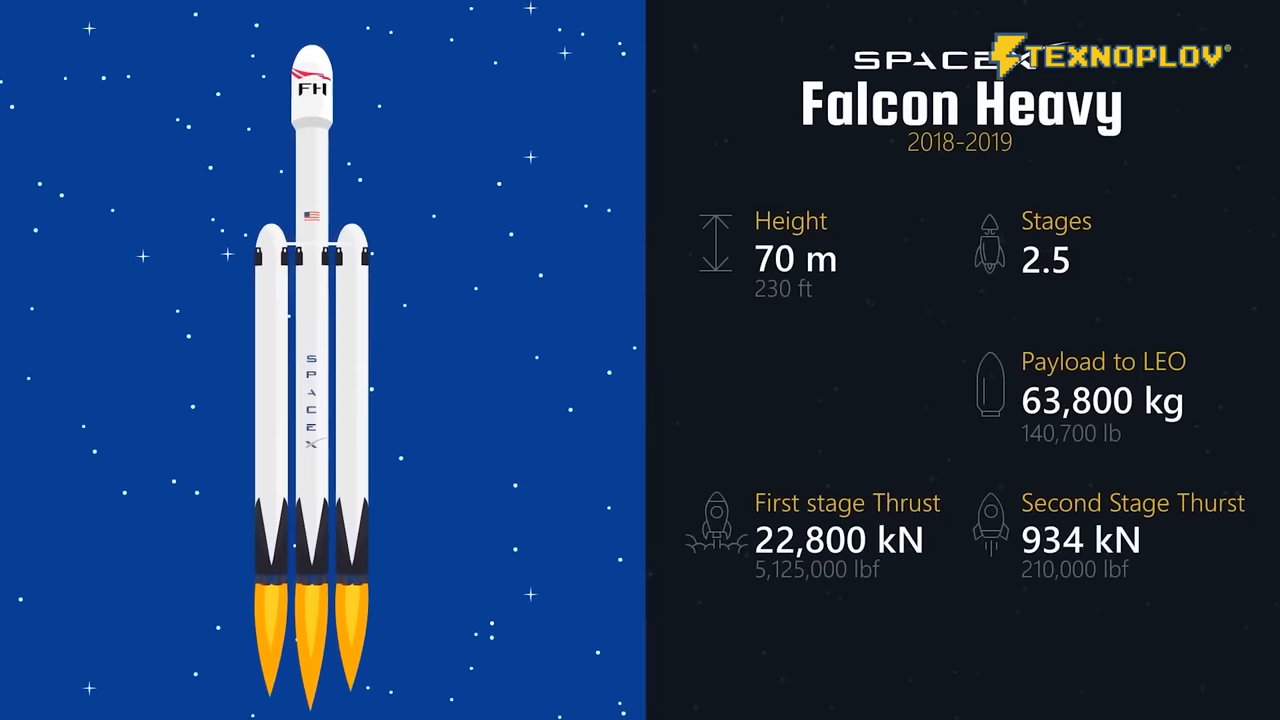 FH
S
P
A
C
E
X
SPACEX
TEXNOPLOV®
Falcon Heavy
2018-2019
Height
70 m
230 ft
Stages
2.5
Payload to LEO
63,800 kg
140,700 lb
First stage Thrust
22,800 kN
5,125,000 lbf
Second Stage Thurst
934 kN
210,000 lbf